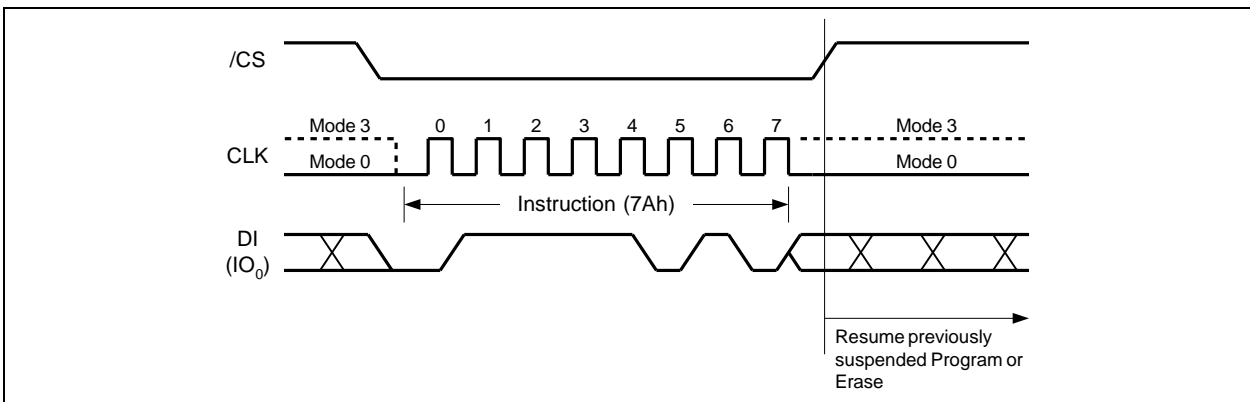 /CS
Mode 3 0 1 2 3 4 5 6 7 Mode 3
CLK
Mode 0 Mode 0
Instruction (7Ah)
DI
(IO0)
Resume previously
suspended Program or
Erase